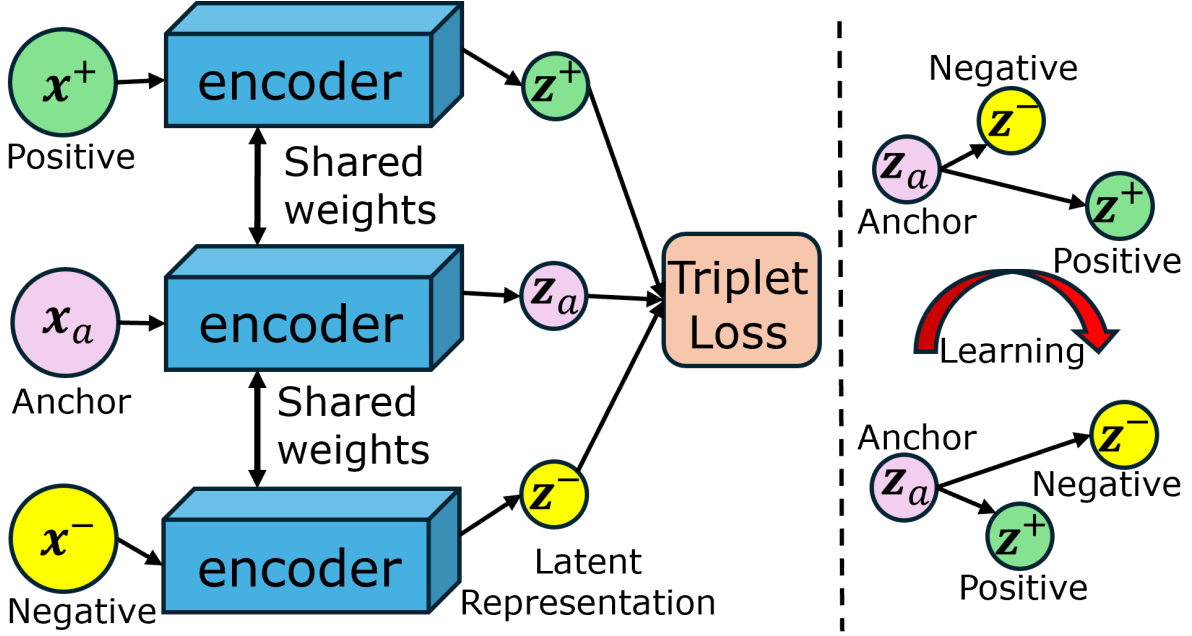 x⁺
encoder
z⁺
Positive
Shared
weights
xₐ
encoder
zₐ
Triplet
Loss
Anchor
Shared
weights
x⁻
encoder
z⁻
Negative
Latent
Representation
Negative
z⁻
zₐ
Anchor
z⁺
Positive
Learning
Anchor
zₐ
z⁻
Negative
z⁺
Positive